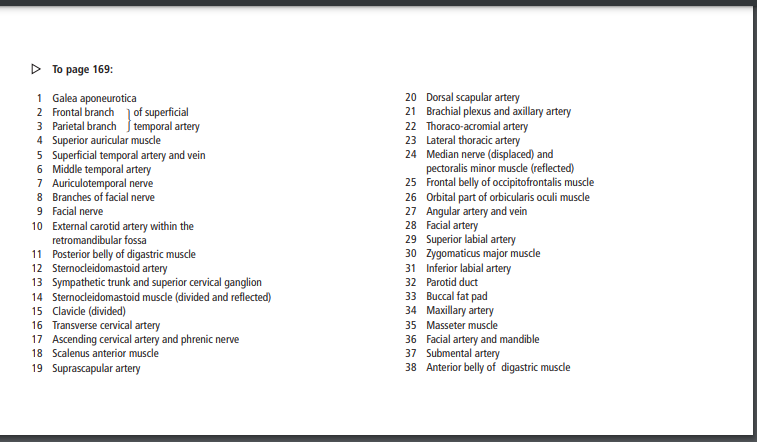 ▷ To page 169:
1 Galea aponeurotica
2 Frontal branch } of superficial
3 Parietal branch } temporal artery
4 Superior auricular muscle
5 Superficial temporal artery and vein
6 Middle temporal artery
7 Auriculotemporal nerve
8 Branches of facial nerve
9 Facial nerve
10 External carotid artery within the
retromandibular fossa
11 Posterior belly of digastric muscle
12 Sternocleidomastoid artery
13 Sympathetic trunk and superior cervical ganglion
14 Sternocleidomastoid muscle (divided and reflected)
15 Clavicle (divided)
16 Transverse cervical artery
17 Ascending cervical artery and phrenic nerve
18 Scalenus anterior muscle
19 Suprascapular artery
20 Dorsal scapular artery
21 Brachial plexus and axillary artery
22 Thoraco-acromial artery
23 Lateral thoracic artery
24 Median nerve (displaced) and
pectoralis minor muscle (reflected)
25 Frontal belly of occipitofrontalis muscle
26 Orbital part of orbicularis oculi muscle
27 Angular artery and vein
28 Facial artery
29 Superior labial artery
30 Zygomaticus major muscle
31 Inferior labial artery
32 Parotid duct
33 Buccal fat pad
34 Maxillary artery
35 Masseter muscle
36 Facial artery and mandible
37 Submental artery
38 Anterior belly of digastric muscle